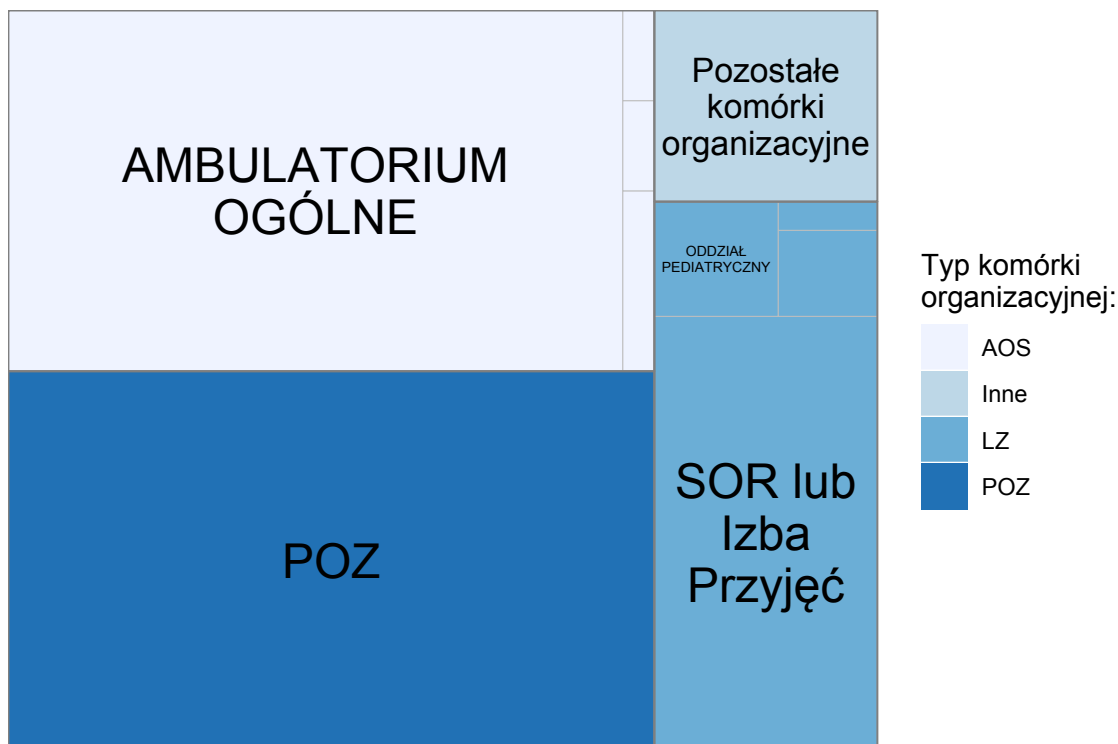 AMBULATORIUM
OGÓLNE
Pozostałe
komórki
organizacyjne
ODDZIAŁ
PEDIATRYCZNY
POZ
SOR lub
Izba
Przyjęć
Typ komórki
organizacyjnej:
AOS
Inne
LZ
POZ